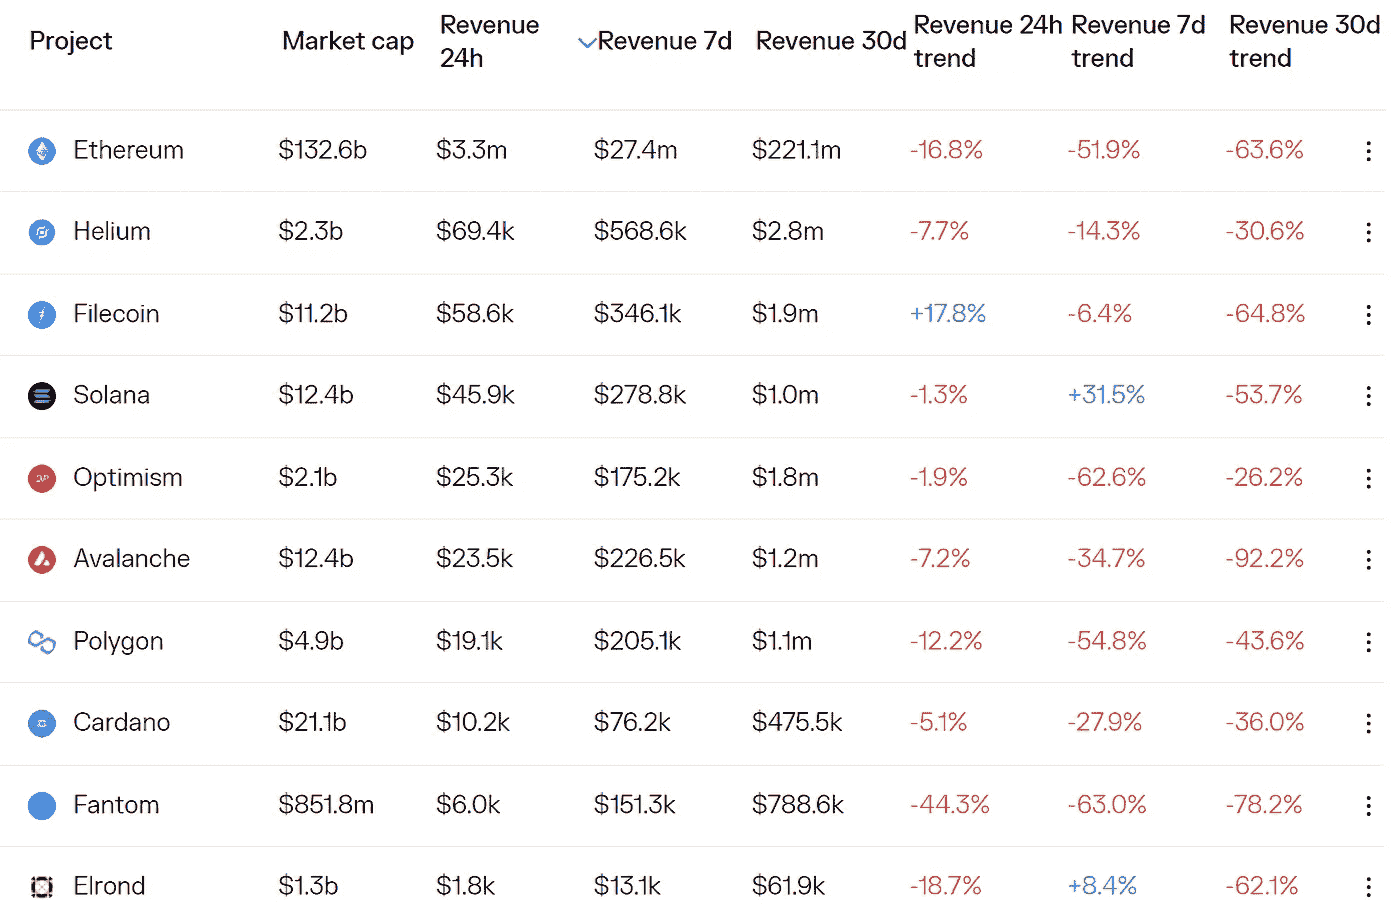 Project Market cap Revenue 24h Revenue 7d Revenue 30d Revenue 24h trend Revenue 7d trend Revenue 30d trend
Ethereum $132.6b $3.3m $27.4m $221.1m -16.8% -51.9% -63.6%
Helium $2.3b $69.4k $568.6k $2.8m -7.7% -14.3% -30.6%
Filecoin $11.2b $58.6k $346.1k $1.9m +17.8% -6.4% -64.8%
Solana $12.4b $45.9k $278.8k $1.0m -1.3% +31.5% -53.7%
Optimism $2.1b $25.3k $175.2k $1.8m -1.9% -62.6% -26.2%
Avalanche $12.4b $23.5k $226.5k $1.2m -7.2% -34.7% -92.2%
Polygon $4.9b $19.1k $205.1k $1.1m -12.2% -54.8% -43.6%
Cardano $21.1b $10.2k $76.2k $475.5k -5.1% -27.9% -36.0%
Fantom $851.8m $6.0k $151.3k $788.6k -44.3% -63.0% -78.2%
Elrond $1.3b $1.8k $13.1k $61.9k -18.7% +8.4% -62.1%